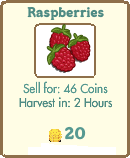 Raspberries
Sell for: 46 Coins
Harvest in: 2 Hours
20